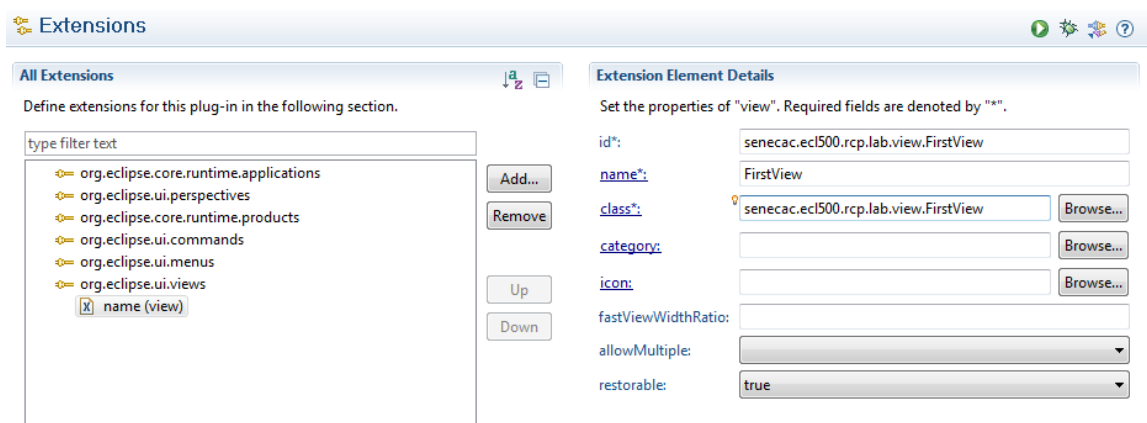 Extensions
All Extensions
Define extensions for this plug-in in the following section.
type filter text
org.eclipse.core.runtime.applications
org.eclipse.ui.perspectives
org.eclipse.core.runtime.products
org.eclipse.ui.commands
org.eclipse.ui.menus
org.eclipse.ui.views
name (view)
Add...
Remove
Up
Down
Extension Element Details
Set the properties of "view". Required fields are denoted by "*".
id*: senecac.ecl500.rcp.lab.view.FirstView
name*: FirstView
class*: senecac.ecl500.rcp.lab.view.FirstView Browse...
category: Browse...
icon: Browse...
fastViewWidthRatio:
allowMultiple:
restorable: true